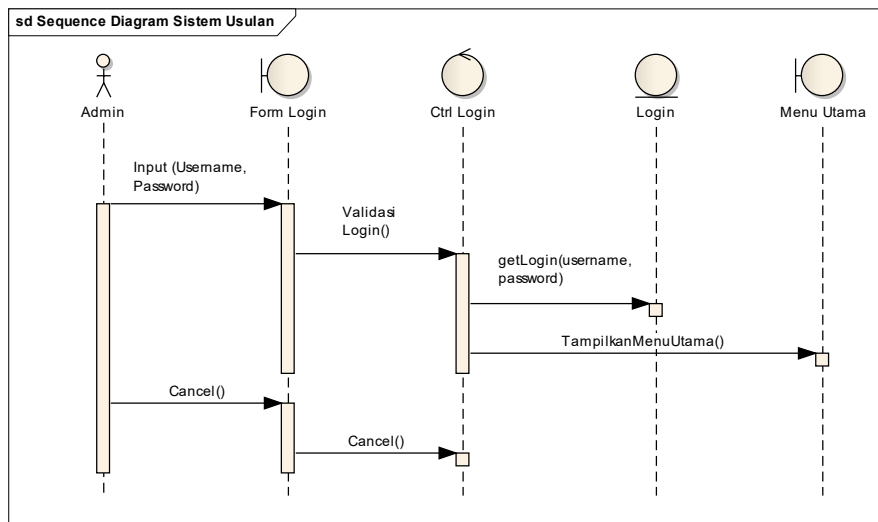 sd Sequence Diagram Sistem Usulan
Admin
Form Login
Ctrl Login
Login
Menu Utama
Input (Username,
Password)
Validasi
Login()
getLogin(username,
password)
TampilkanMenuUtama()
Cancel()
Cancel()